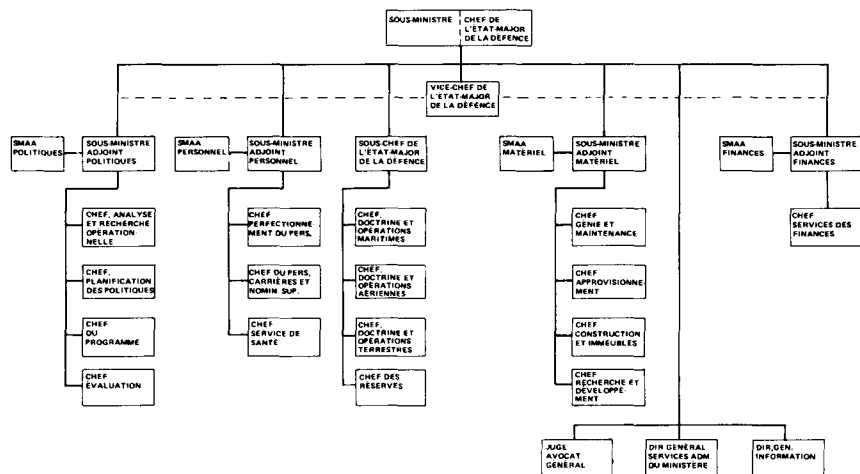 SOUS-MINISTRE
CHEF DE
L'ÉTAT-MAJOR
DE LA DÉFENCE
VICE-CHEF DE
L'ÉTAT-MAJOR
DE LA DÉFENCE
SMAA
POLITIQUES
SOUS-MINISTRE
ADJOINT
POLITIQUES
SMAA
PERSONNEL
SOUS-MINISTRE
ADJOINT
PERSONNEL
SOUS-CHEF DE
L'ÉTAT-MAJOR
DE LA DÉFENCE
SMAA
MATÉRIEL
SOUS-MINISTRE
ADJOINT
MATÉRIEL
SMAA
FINANCES
SOUS-MINISTRE
ADJOINT
FINANCES
CHEF, ANALYSE
ET RECHERCHE
OPÉRATION
NELLE
CHEF
PERFECTIONNE-
MENT DU PERS.
CHEF,
DOCTRINE ET
OPÉRATIONS
MARITIMES
CHEF
GÉNIE ET
MAINTENANCE
CHEF
SERVICES DES
FINANCES
CHEF,
PLANIFICATION
DES POLITIQUES
CHEF DU PERS,
CARRIÈRES ET
NOMIN. SUP.
CHEF,
DOCTRINE ET
OPÉRATIONS
AÉRIENNES
CHEF
APPROVISIONNE-
MENT
CHEF
DU
PROGRAMME
CHEF
SERVICE DE
SANTÉ
CHEF,
DOCTRINE ET
OPÉRATIONS
TERRESTRES
CHEF
CONSTRUCTION
ET IMMEUBLES
CHEF
ÉVALUATION
CHEF DES
RÉSERVES
CHEF
RECHERCHE ET
DÉVELOPPE-
MENT
JUGE
AVOCAT
GÉNÉRAL
DIR GÉNÉRAL
SERVICES ADM.
DU MINISTÈRE
DIR, GEN.
INFORMATION